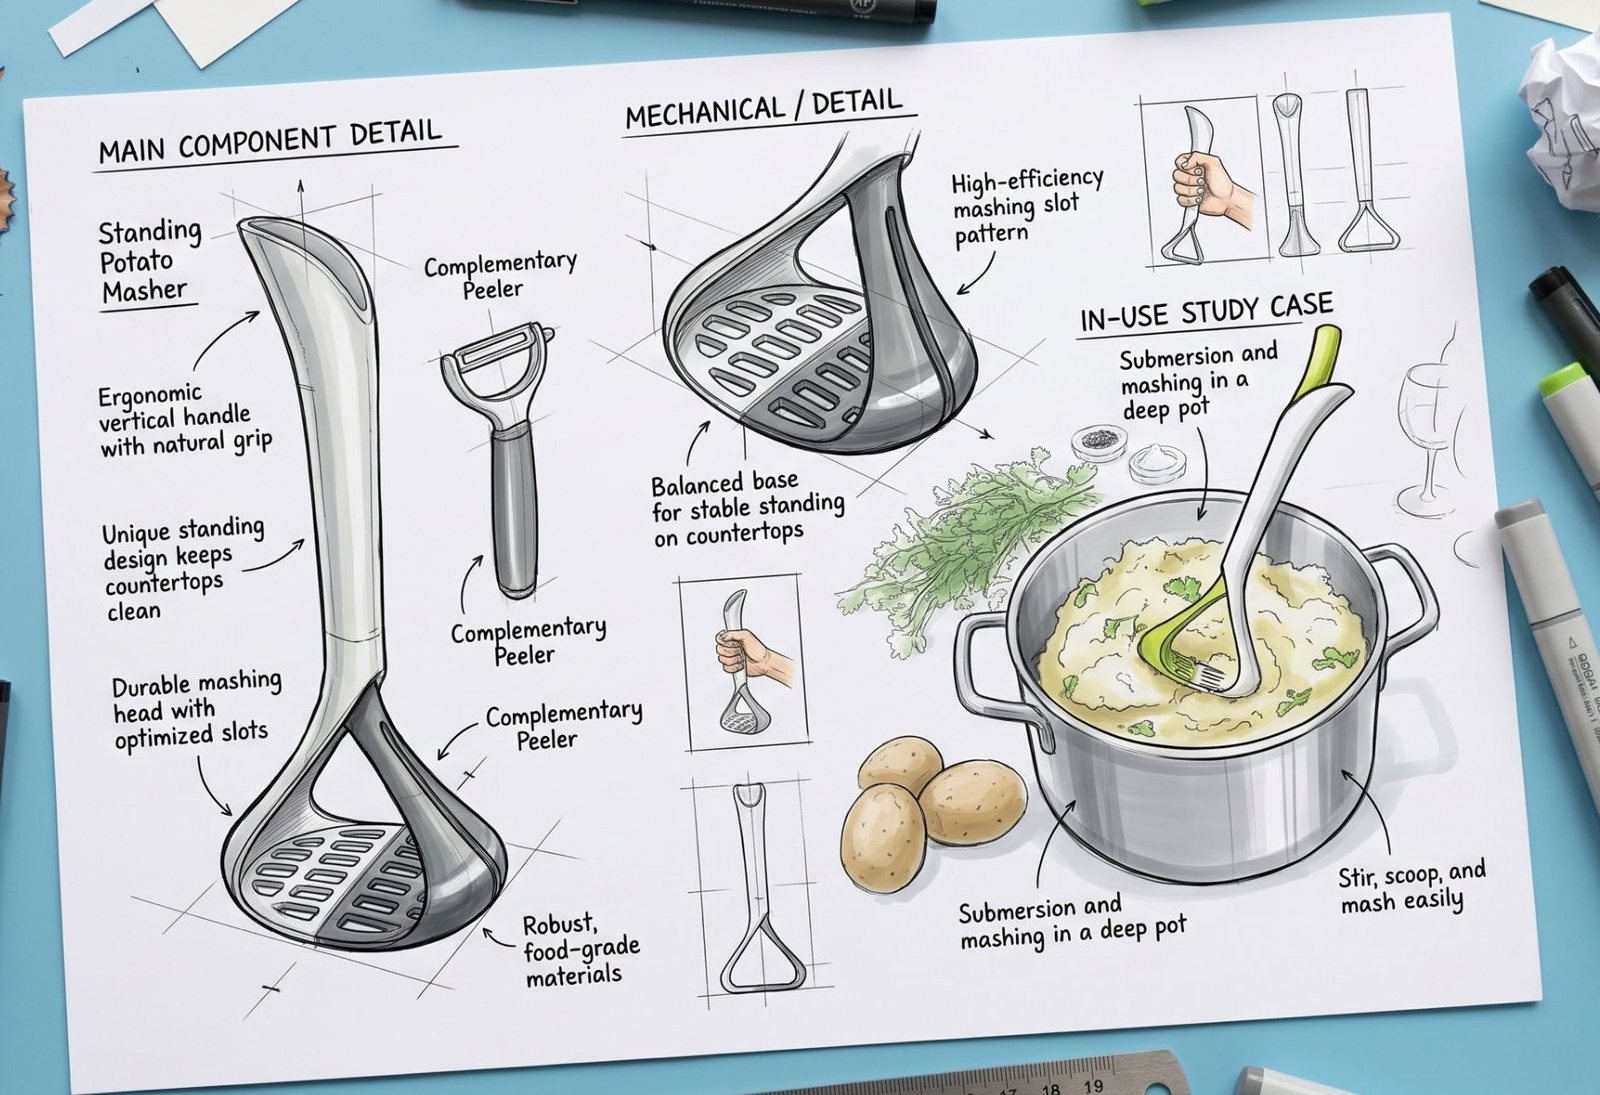 MAIN COMPONENT DETAIL
Standing
Potato
Masher
Ergonomic
vertical handle
with natural grip
Unique standing
design keeps
countertops
clean
Durable mashing
head with
optimized slots
Complementary
Peeler
Complementary
Peeler
Complementary
Peeler
Robust,
food-grade
materials
MECHANICAL / DETAIL
High-efficiency
mashing slot
pattern
Balanced base
for stable standing
on countertops
IN-USE STUDY CASE
Submersion and
mashing in a
deep pot
Submersion and
mashing in a deep pot
Stir, scoop, and
mash easily
17 18 19